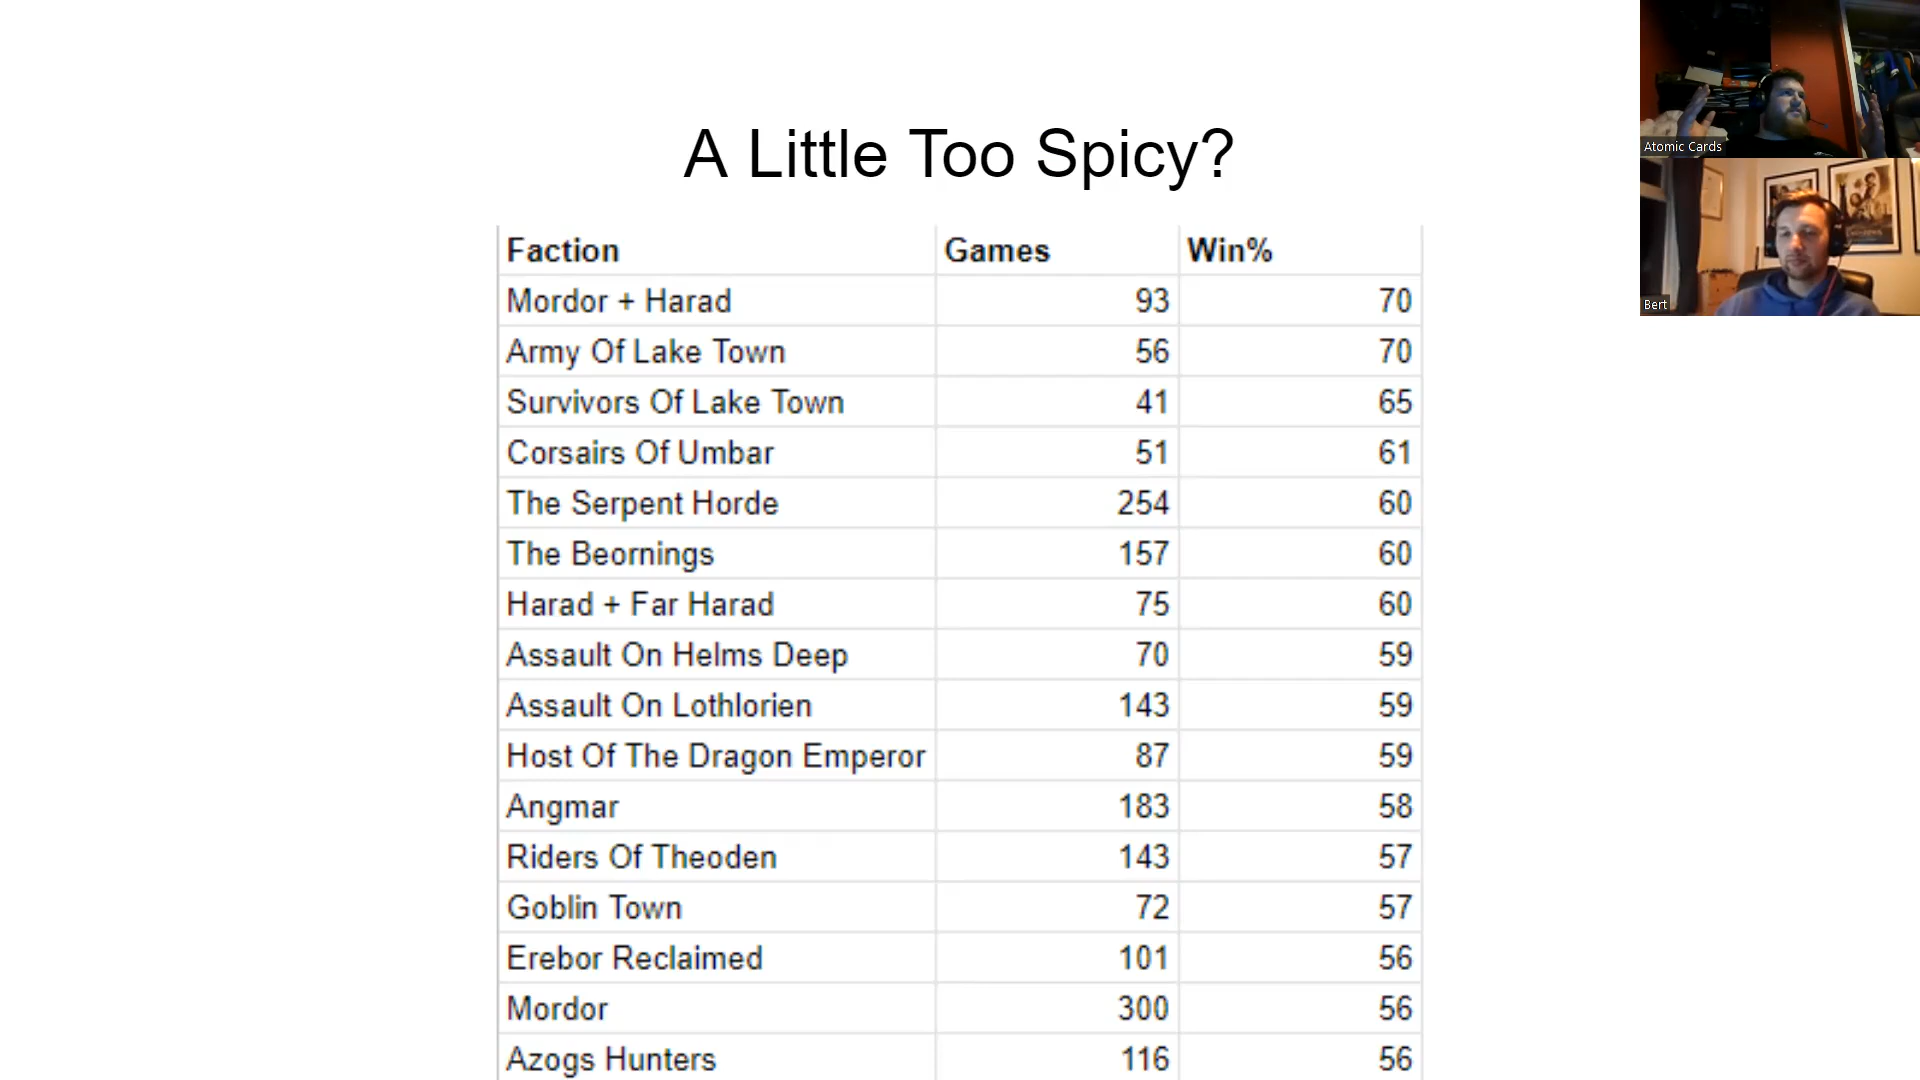 A Little Too Spicy?
Faction Games Win%
Mordor + Harad 93 70
Army Of Lake Town 56 70
Survivors Of Lake Town 41 65
Corsairs Of Umbar 51 61
The Serpent Horde 254 60
The Beornings 157 60
Harad + Far Harad 75 60
Assault On Helms Deep 70 59
Assault On Lothlorien 143 59
Host Of The Dragon Emperor 87 59
Angmar 183 58
Riders Of Theoden 143 57
Goblin Town 72 57
Erebor Reclaimed 101 56
Mordor 300 56
Azogs Hunters 116 56
Atomic Cards
Bert